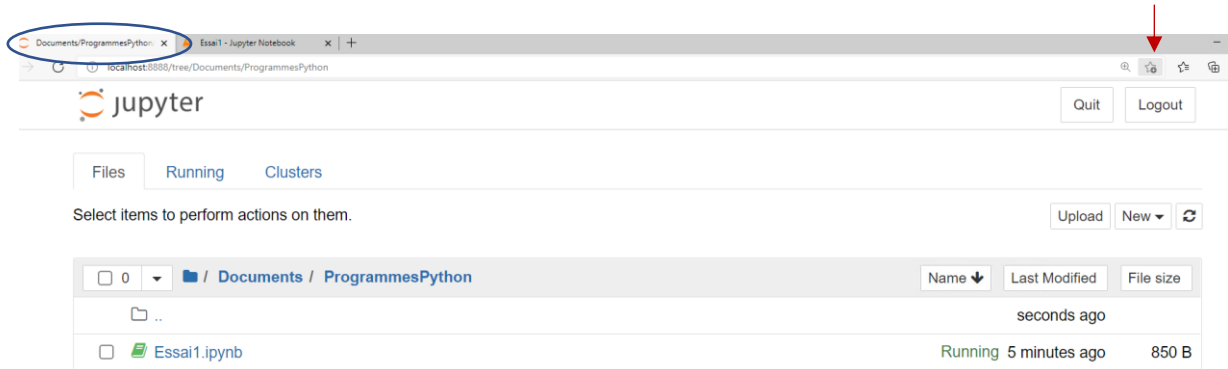 Documents/ProgrammesPython Essai1 - Jupyter Notebook
localhost:8888/tree/Documents/ProgrammesPython
jupyter Quit Logout
Files Running Clusters
Select items to perform actions on them. Upload New
0 / Documents / ProgrammesPython Name Last Modified File size
.. seconds ago
Essai1.ipynb Running 5 minutes ago 850 B